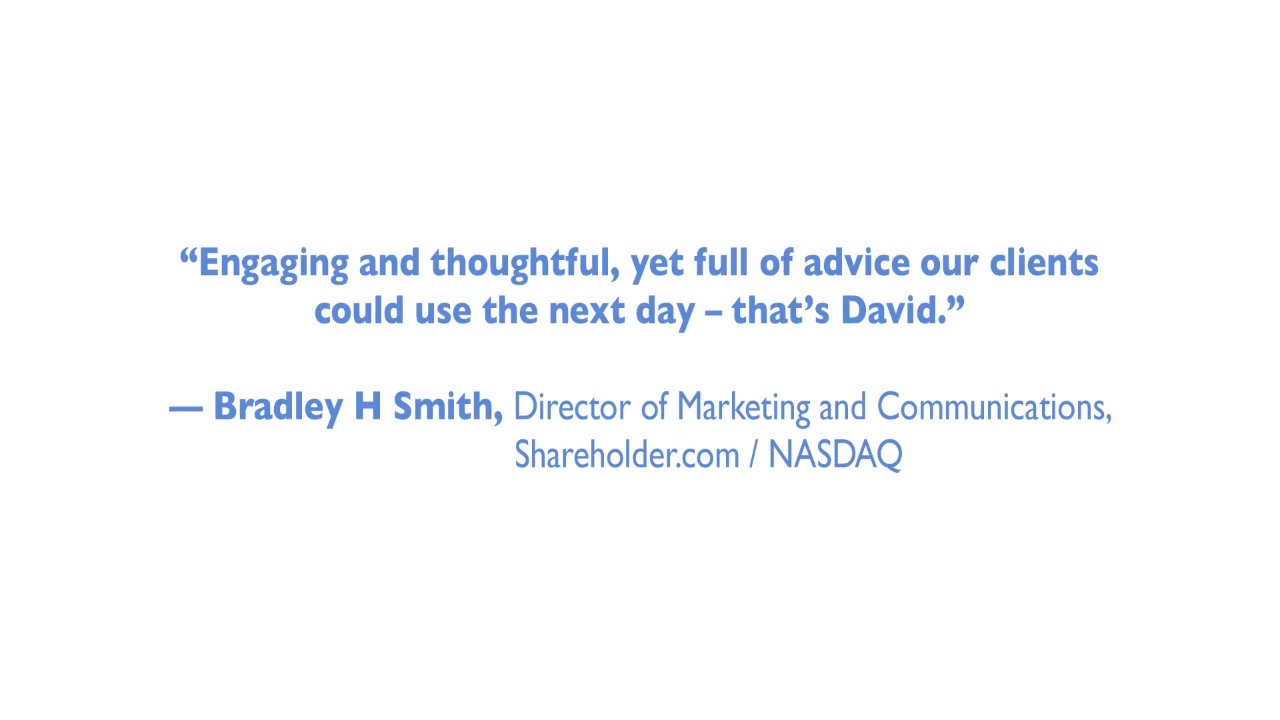 “Engaging and thoughtful, yet full of advice our clients
could use the next day – that’s David.”
— Bradley H Smith, Director of Marketing and Communications,
Shareholder.com / NASDAQ